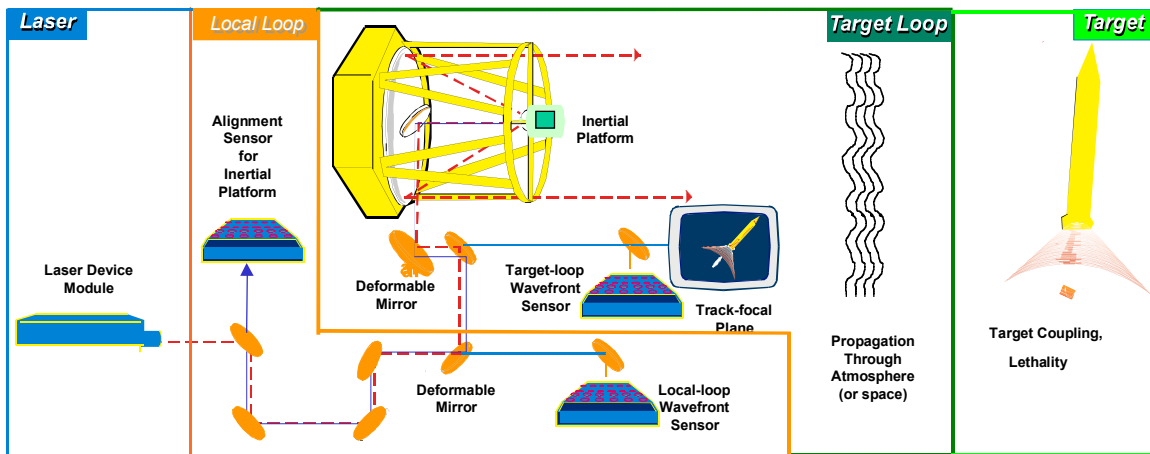 Laser
Local Loop
Target Loop
Target
Alignment
Sensor
for
Inertial
Platform
Inertial
Platform
Laser Device
Module
Deformable
Mirror
Target-loop
Wavefront
Sensor
Track-focal
Plane
Deformable
Mirror
Local-loop
Wavefront
Sensor
Propagation
Through
Atmosphere
(or space)
Target Coupling,
Lethality